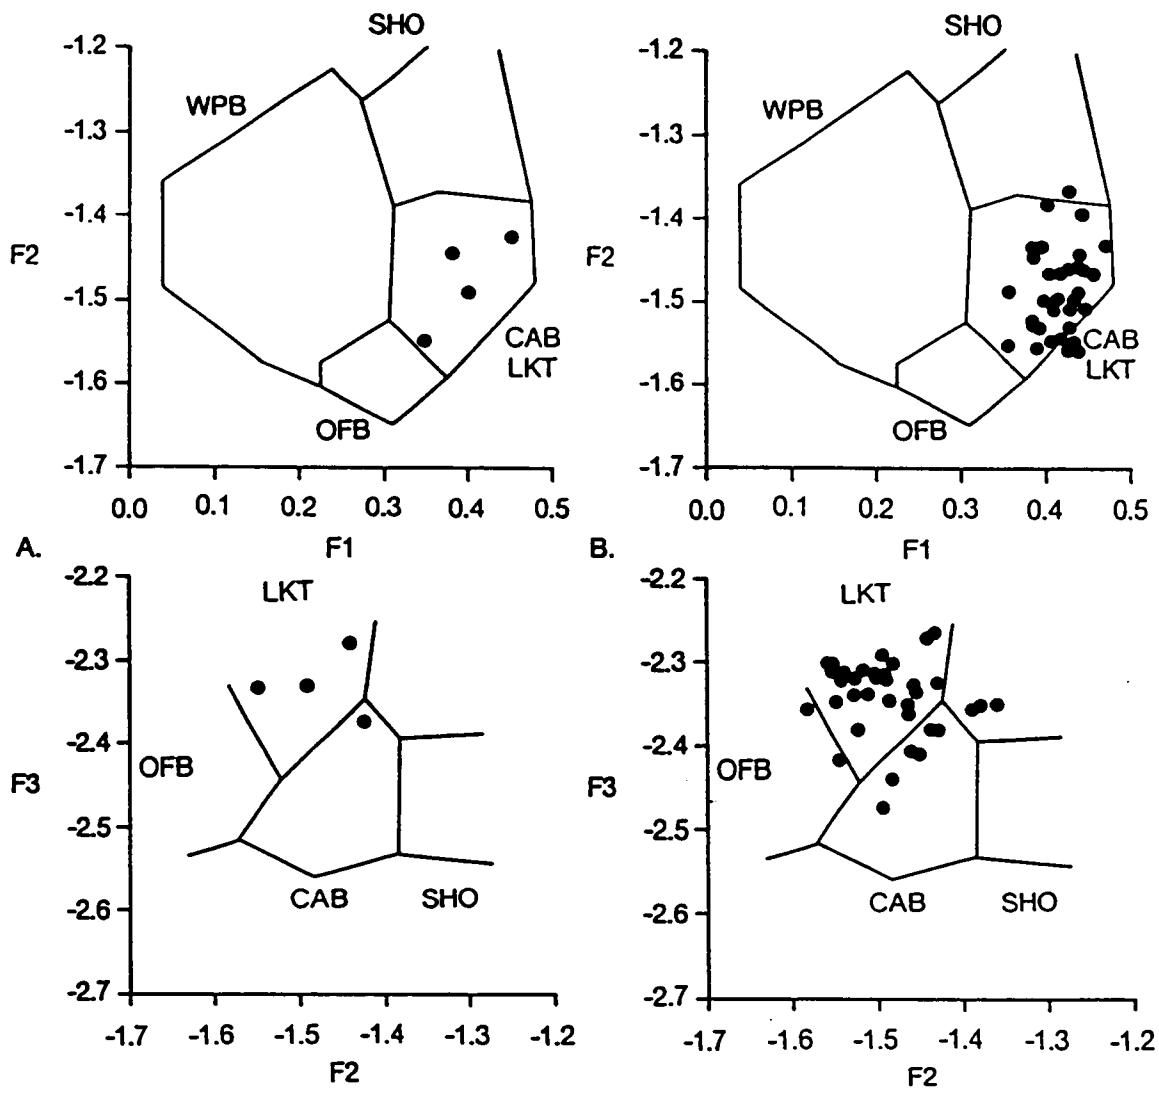 SHO
WPB
CAB
LKT
OFB
F2
-1.2
-1.3
-1.4
-1.5
-1.6
-1.7
0.0 0.1 0.2 0.3 0.4 0.5
A.
F1
SHO
WPB
CAB
LKT
OFB
F2
-1.2
-1.3
-1.4
-1.5
-1.6
-1.7
0.0 0.1 0.2 0.3 0.4 0.5
B.
F1
LKT
OFB
CAB SHO
F3
-2.2
-2.3
-2.4
-2.5
-2.6
-2.7
-1.7 -1.6 -1.5 -1.4 -1.3 -1.2
F2
LKT
OFB
CAB SHO
F3
-2.2
-2.3
-2.4
-2.5
-2.6
-2.7
-1.7 -1.6 -1.5 -1.4 -1.3 -1.2
F2